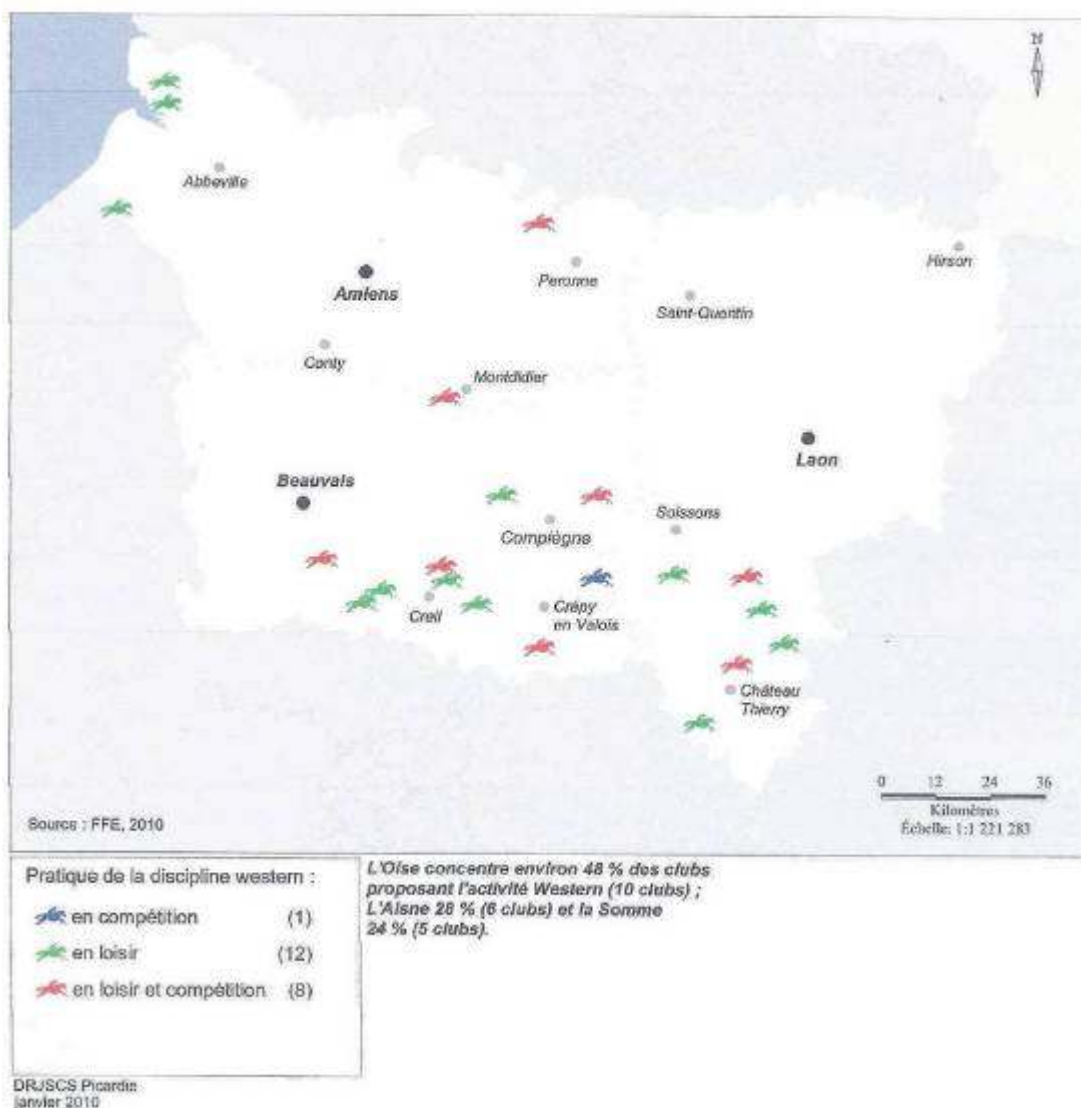 N
Abbeville
Amiens
Peronne
Hirson
Saint-Quentin
Conty
Montdidier
Laon
Beauvais
Soissons
Compiègne
Creil
Crépy
en Valois
Château
Thierry
0 12 24 36
Kilomètres
Échelle: 1:1 221 283
Source : FFE, 2010
Pratique de la discipline western :
en compétition (1)
en loisir (12)
en loisir et compétition (8)
L'Oise concentre environ 48 % des clubs
proposant l'activité Western (10 clubs) ;
L'Aisne 28 % (6 clubs) et la Somme
24 % (5 clubs).
DRJSCS Picardie
janvier 2010